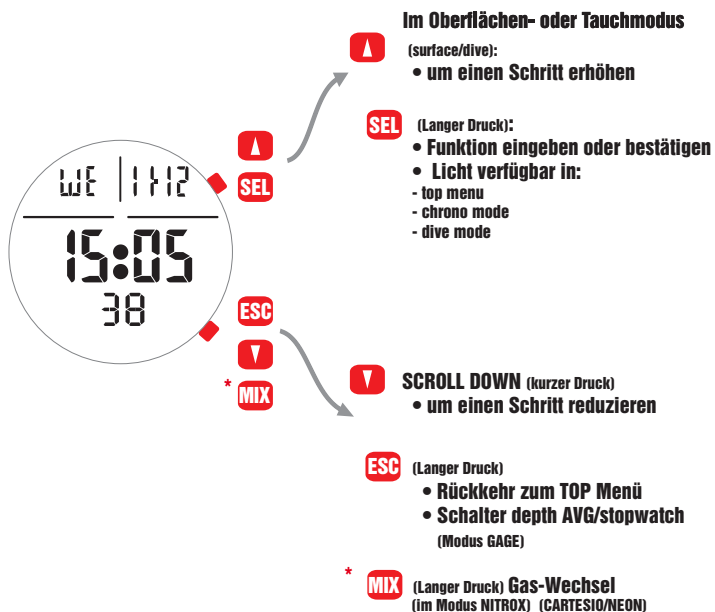 Im Oberflächen- oder Tauchmodus
(surface/dive):
• um einen Schritt erhöhen
SEL (Langer Druck):
• Funktion eingeben oder bestätigen
• Licht verfügbar in:
- top menu
- chrono mode
- dive mode
WE 11-12
SEL
15:05
38
ESC
* MIX
SCROLL DOWN (kurzer Druck)
• um einen Schritt reduzieren
ESC (Langer Druck)
• Rückkehr zum TOP Menü
• Schalter depth AVG/stopwatch
(Modus GAGE)
* MIX (Langer Druck) Gas-Wechsel
(im Modus NITROX) (CARTESIO/NEON)